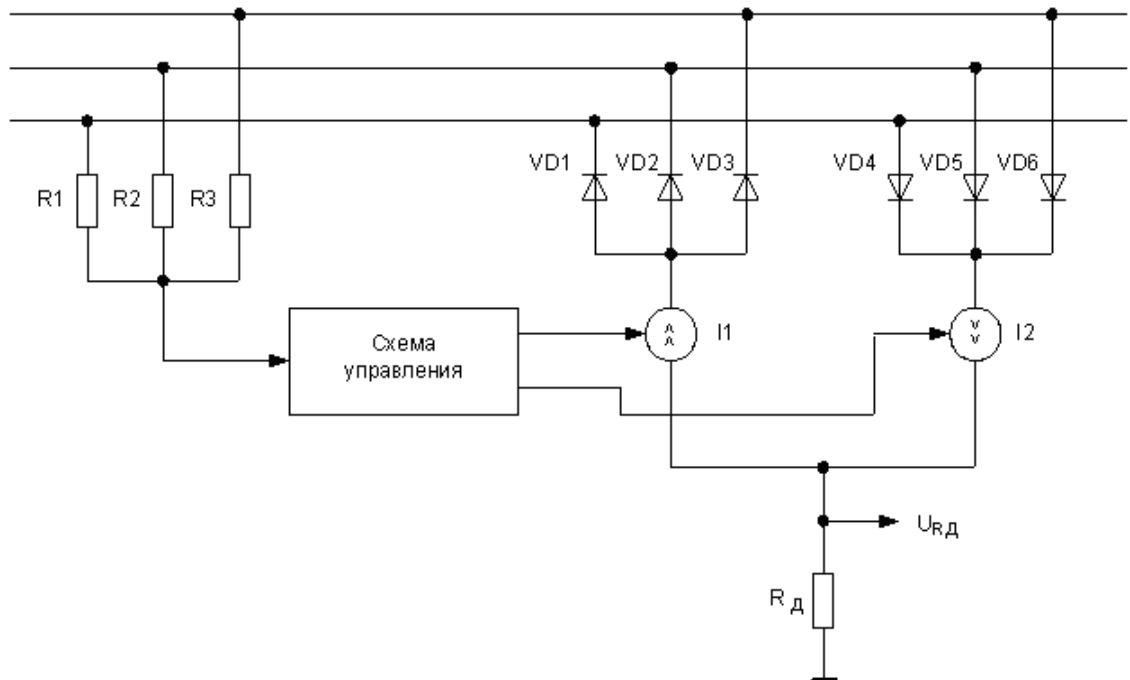 VD1 VD2 VD3 VD4 VD5 VD6
R1 R2 R3
Схема
управления
I1
I2
URД
RД